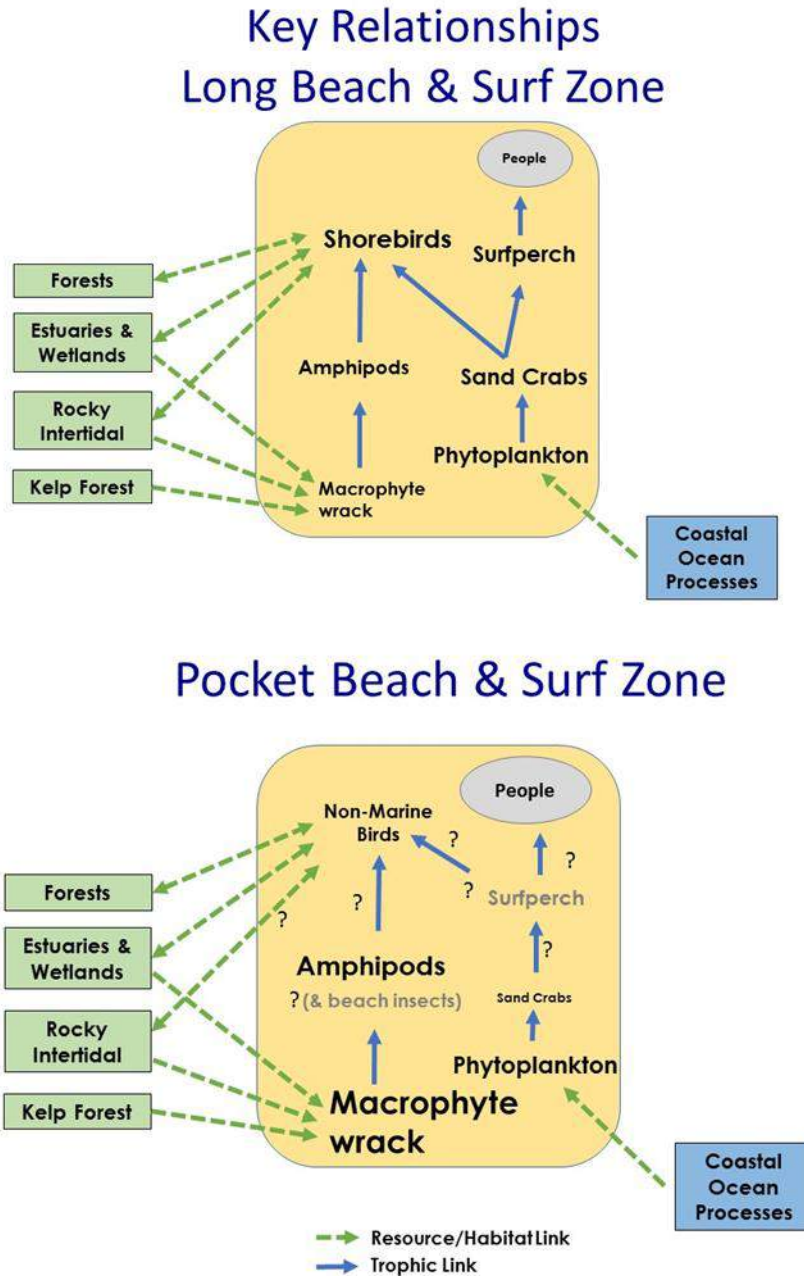 Key Relationships
Long Beach & Surf Zone
People
Shorebirds
Surfperch
Forests
Estuaries &
Wetlands
Amphipods
Sand Crabs
Rocky
Intertidal
Phytoplankton
Kelp Forest
Macrophyte
wrack
Coastal
Ocean
Processes
Pocket Beach & Surf Zone
People
Non-Marine
Birds
?
?
?
?
Surfperch
Forests
?
Estuaries &
Wetlands
?
Amphipods
? (& beach insects)
Sand Crabs
Rocky
Intertidal
Phytoplankton
Kelp Forest
Macrophyte
wrack
Coastal
Ocean
Processes
Resource/Habitat Link
Trophic Link